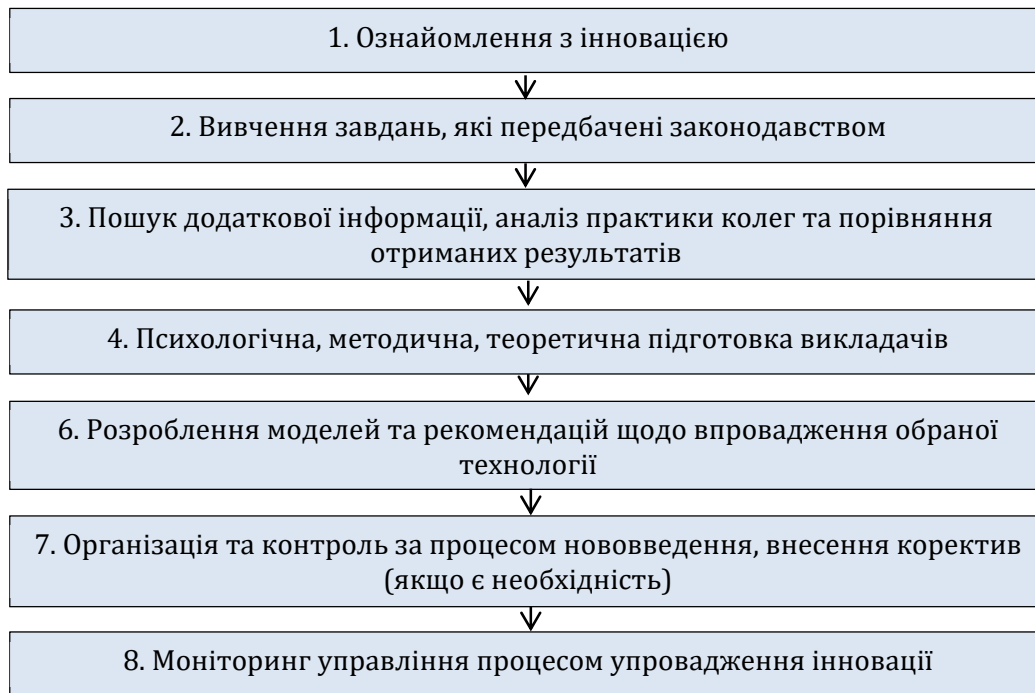 1. Ознайомлення з інновацією
2. Вивчення завдань, які передбачені законодавством
3. Пошук додаткової інформації, аналіз практики колег та порівняння
отриманих результатів
4. Психологічна, методична, теоретична підготовка викладачів
6. Розроблення моделей та рекомендацій щодо впровадження обраної
технології
7. Організація та контроль за процесом нововведення, внесення коректив
(якщо є необхідність)
8. Моніторинг управління процесом упровадження інновації